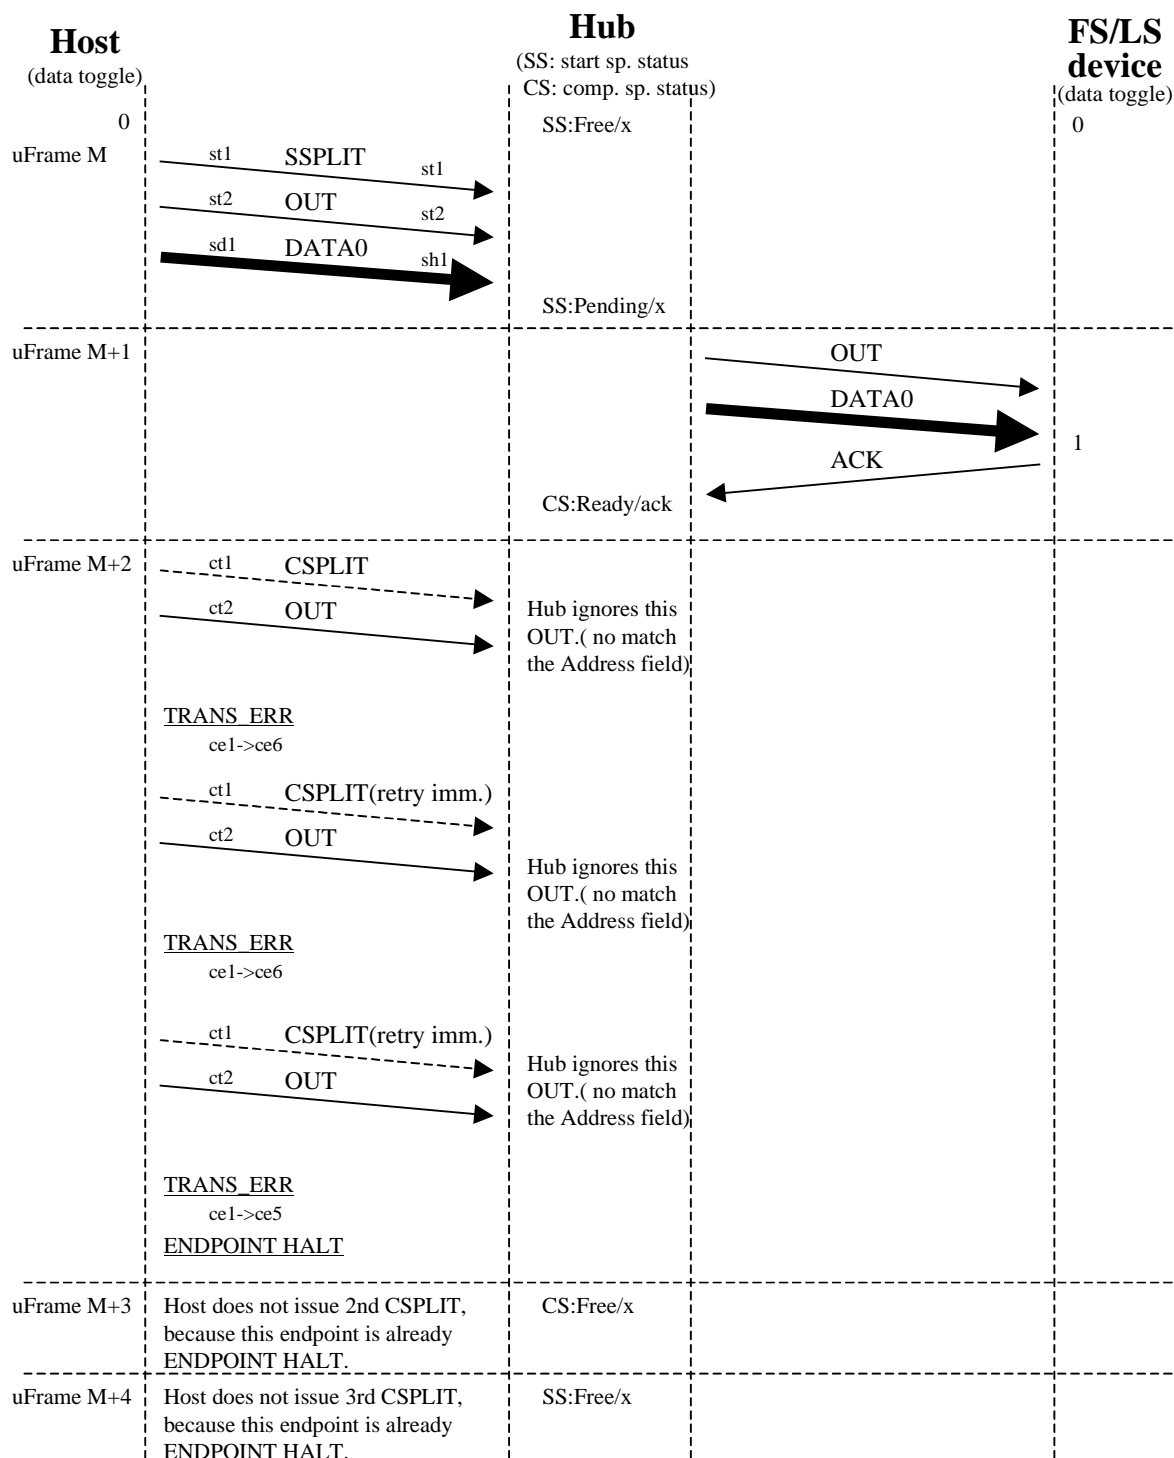 Host
(data toggle)
Hub
(SS: start sp. status
CS: comp. sp. status)
FS/LS
device
(data toggle)
0
SS:Free/x
0
uFrame M
st1 SSPLIT st1
st2 OUT st2
sd1 DATA0 sh1
SS:Pending/x
uFrame M+1
OUT
DATA0
1
ACK
CS:Ready/ack
uFrame M+2
ct1 CSPLIT
ct2 OUT
Hub ignores this
OUT.( no match
the Address field)
TRANS_ERR
ce1->ce6
ct1 CSPLIT(retry imm.)
ct2 OUT
Hub ignores this
OUT.( no match
the Address field)
TRANS_ERR
ce1->ce6
ct1 CSPLIT(retry imm.)
ct2 OUT
Hub ignores this
OUT.( no match
the Address field)
TRANS_ERR
ce1->ce5
ENDPOINT HALT
uFrame M+3
Host does not issue 2nd CSPLIT,
because this endpoint is already
ENDPOINT HALT.
CS:Free/x
uFrame M+4
Host does not issue 3rd CSPLIT,
because this endpoint is already
ENDPOINT HALT.
SS:Free/x